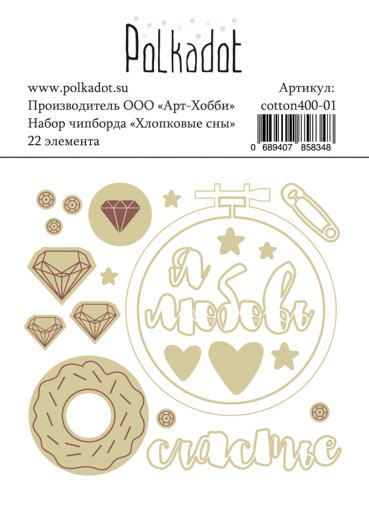 Polkadot
www.polkadot.su
Производитель ООО «Арт-Хобби»
Набор чипборда «Хлопковые сны»
22 элемента
Артикул:
cotton400-01
0 689407 858348
я
любовь
счастье